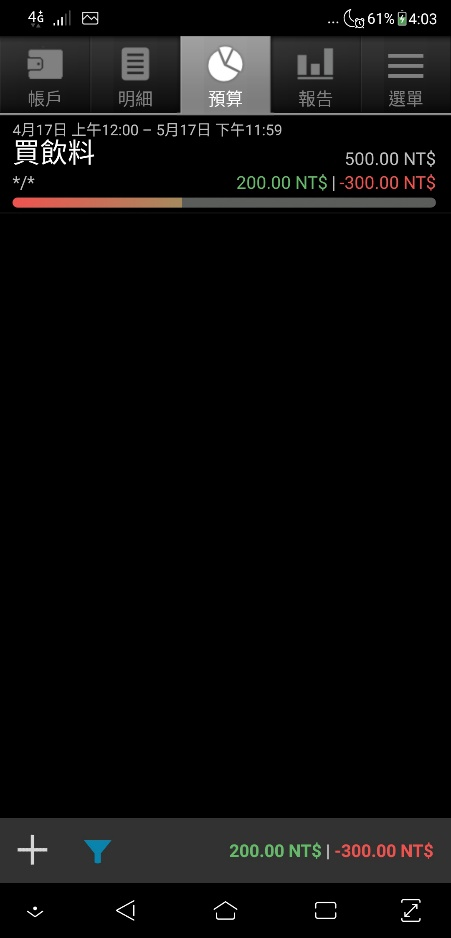 4G ... 61% 4:03
帳戶 明細 預算 報告 選單
4月17日 上午12:00 – 5月17日 下午11:59
買飲料 500.00 NT$
*/* 200.00 NT$ | -300.00 NT$
200.00 NT$ | -300.00 NT$